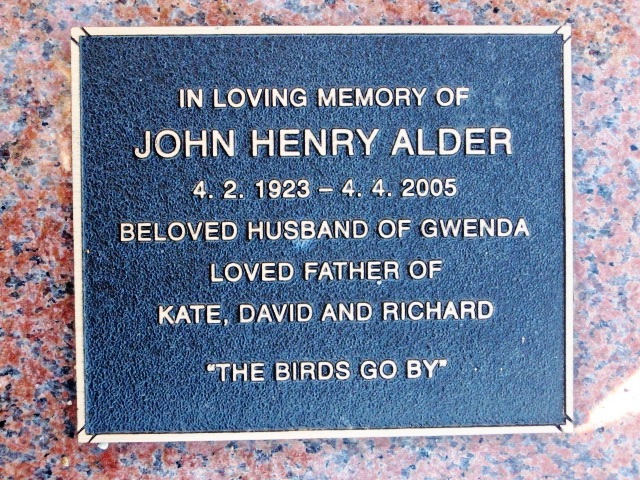 IN LOVING MEMORY OF
JOHN HENRY ALDER
4. 2. 1923 – 4. 4. 2005
BELOVED HUSBAND OF GWENDA
LOVED FATHER OF
KATE, DAVID AND RICHARD
"THE BIRDS GO BY"